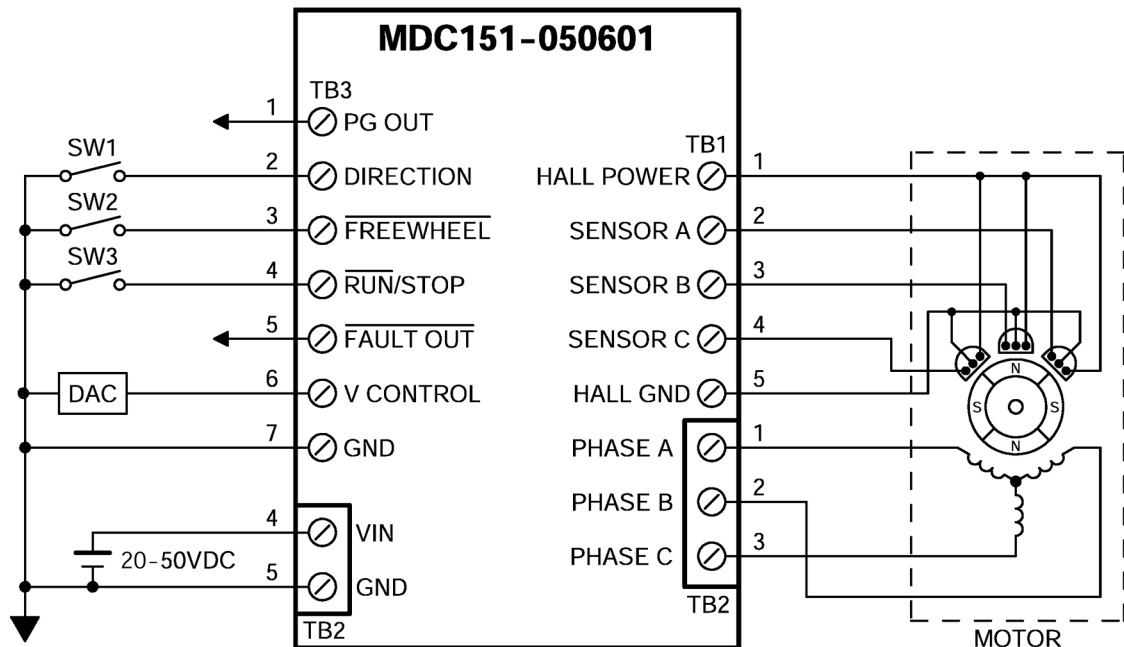 MDC151-050601
TB3
1 PG OUT
SW1
2 DIRECTION
SW2
3 FREEWHEEL
SW3
4 RUN/STOP
5 FAULT OUT
DAC 6 V CONTROL
7 GND
4 VIN
20-50VDC
5 GND
TB2
TB1
HALL POWER 1
SENSOR A 2
SENSOR B 3
SENSOR C 4
HALL GND 5
PHASE A 1
PHASE B 2
PHASE C 3
TB2
N
S S
N
MOTOR